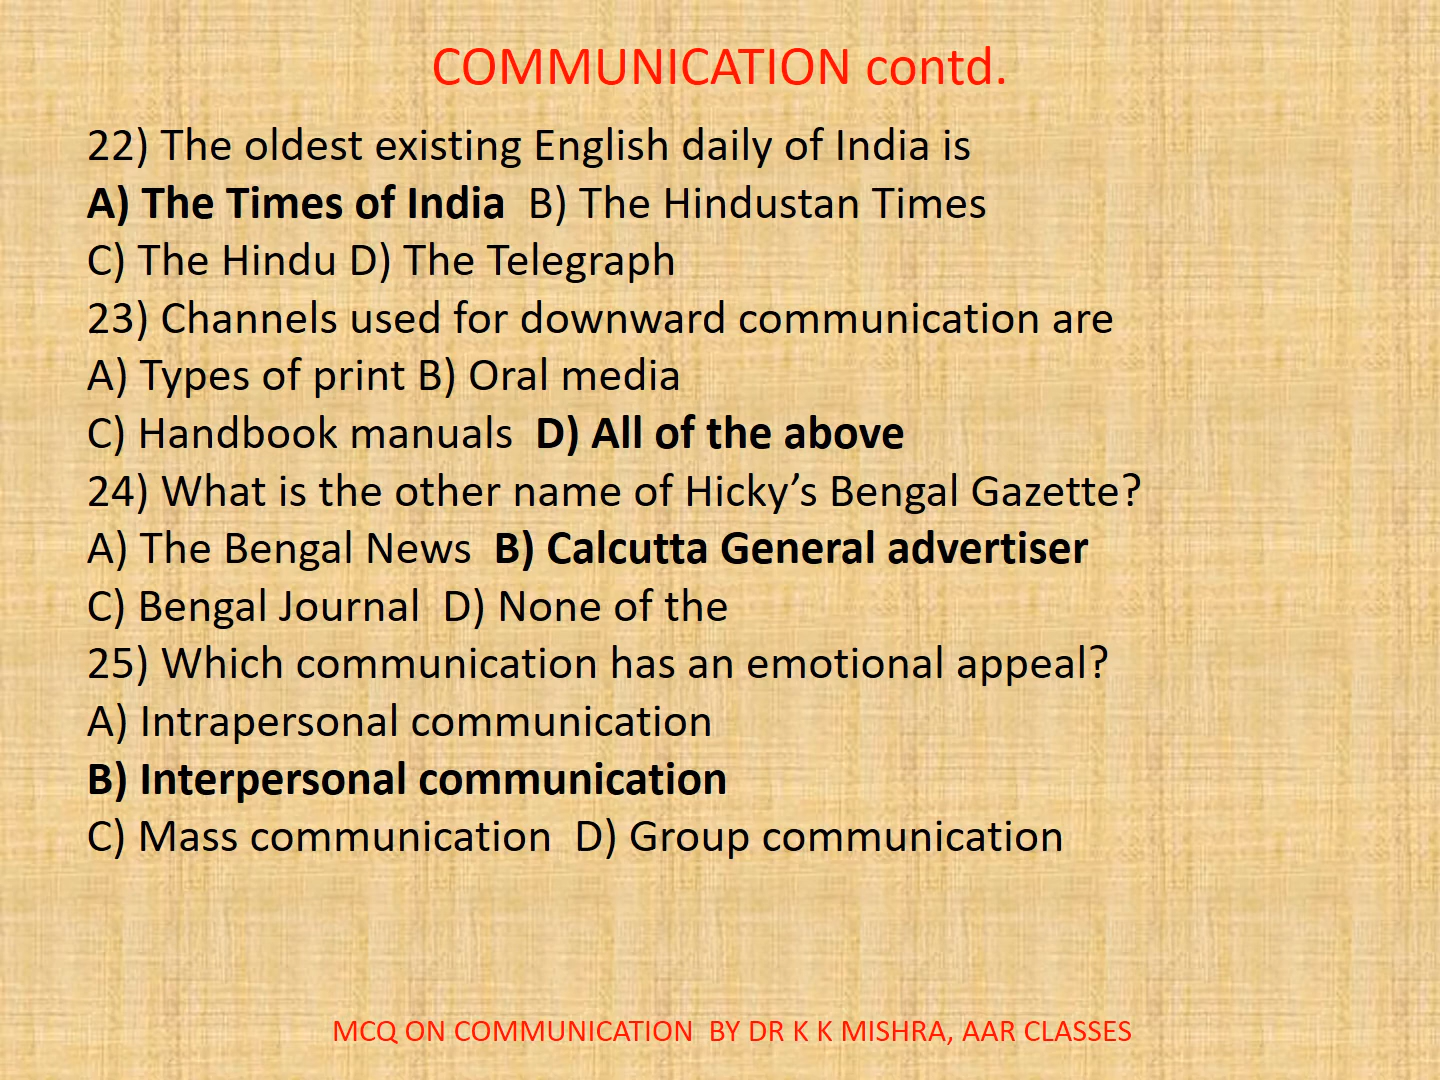 COMMUNICATION contd.
22) The oldest existing English daily of India is
A) The Times of India  B) The Hindustan Times
C) The Hindu D) The Telegraph
23) Channels used for downward communication are
A) Types of print B) Oral media
C) Handbook manuals  D) All of the above
24) What is the other name of Hicky’s Bengal Gazette?
A) The Bengal News  B) Calcutta General advertiser
C) Bengal Journal  D) None of the
25) Which communication has an emotional appeal?
A) Intrapersonal communication
B) Interpersonal communication
C) Mass communication  D) Group communication
MCQ ON COMMUNICATION  BY DR K K MISHRA, AAR CLASSES